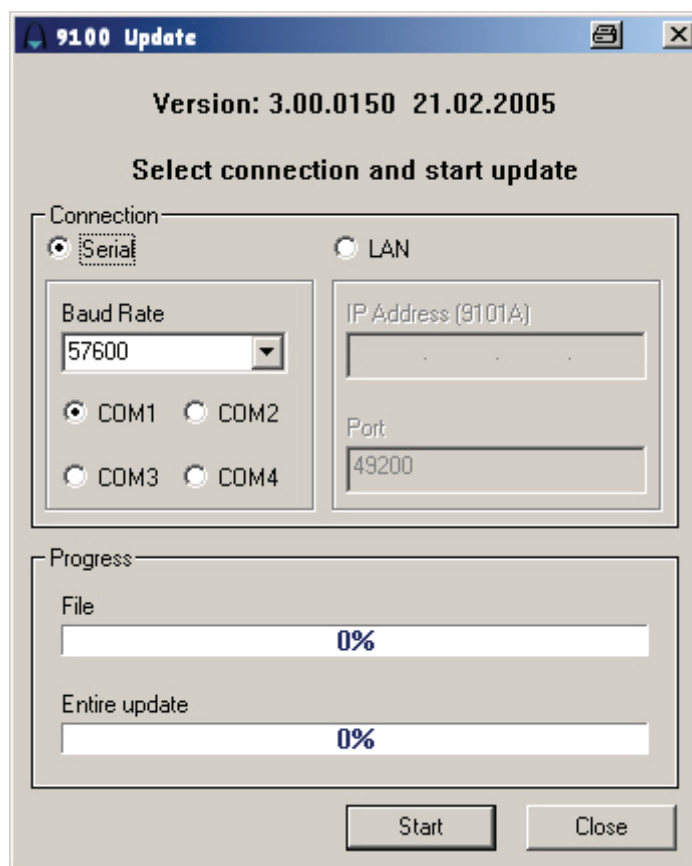 9100 Update
Version: 3.00.0150 21.02.2005
Select connection and start update
Connection
Serial
LAN
Baud Rate
57600
COM1 COM2
COM3 COM4
IP Address (9101A)
. . .
Port
49200
Progress
File
0%
Entire update
0%
Start Close